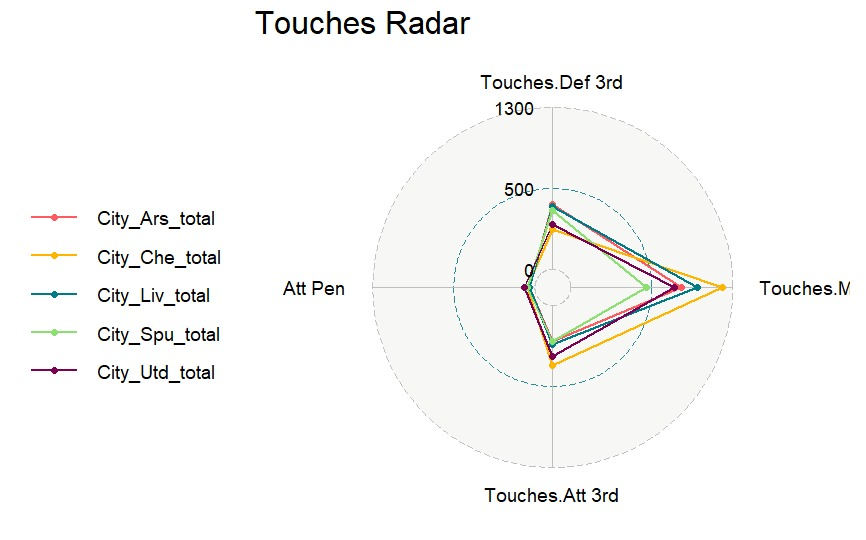 Touches Radar
Touches.Def 3rd
1300
500
0
City_Ars_total
City_Che_total
City_Liv_total
City_Spu_total
City_Utd_total
Att Pen
Touches.M
Touches.Att 3rd